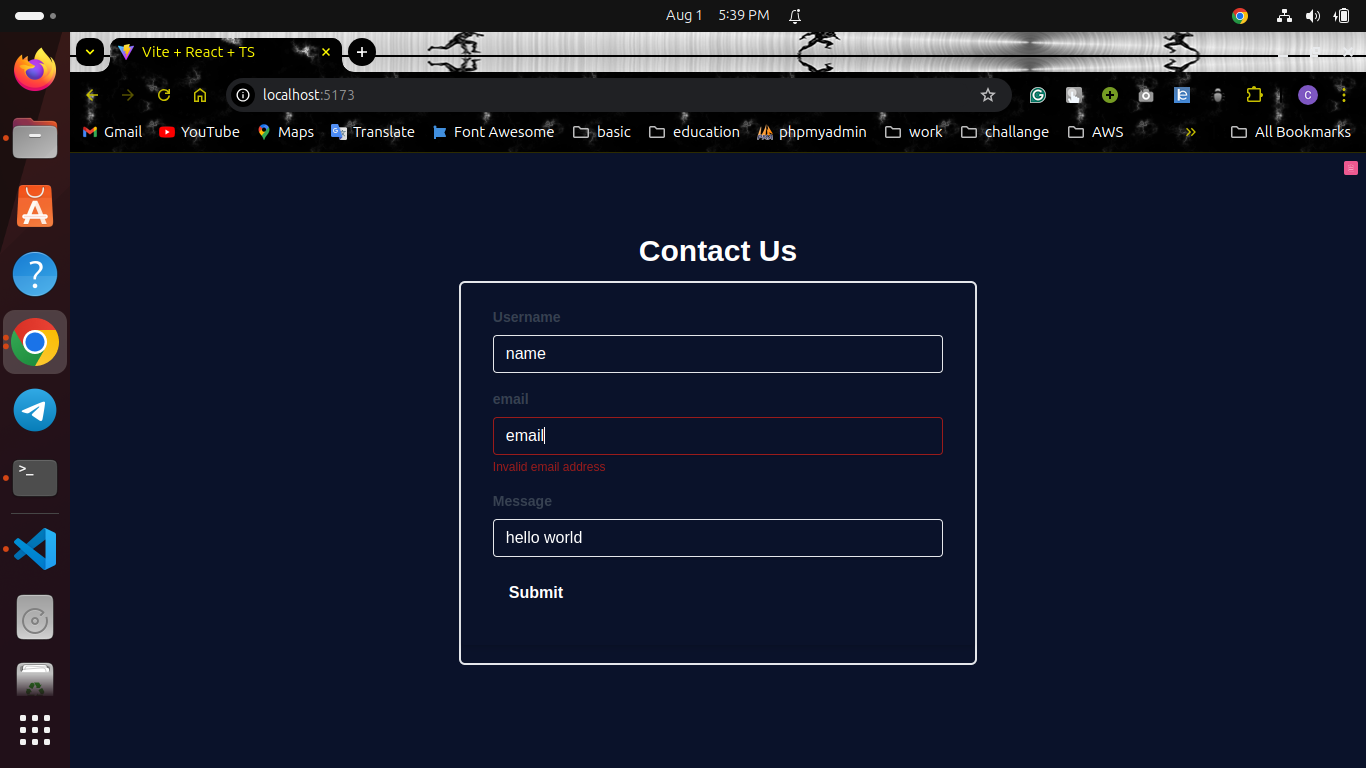 Aug 1 5:39 PM
Vite + React + TS
localhost:5173
Gmail YouTube Maps Translate Font Awesome basic education phpmyadmin work challange AWS » All Bookmarks
Contact Us
Username
name
email
email
Invalid email address
Message
hello world
Submit